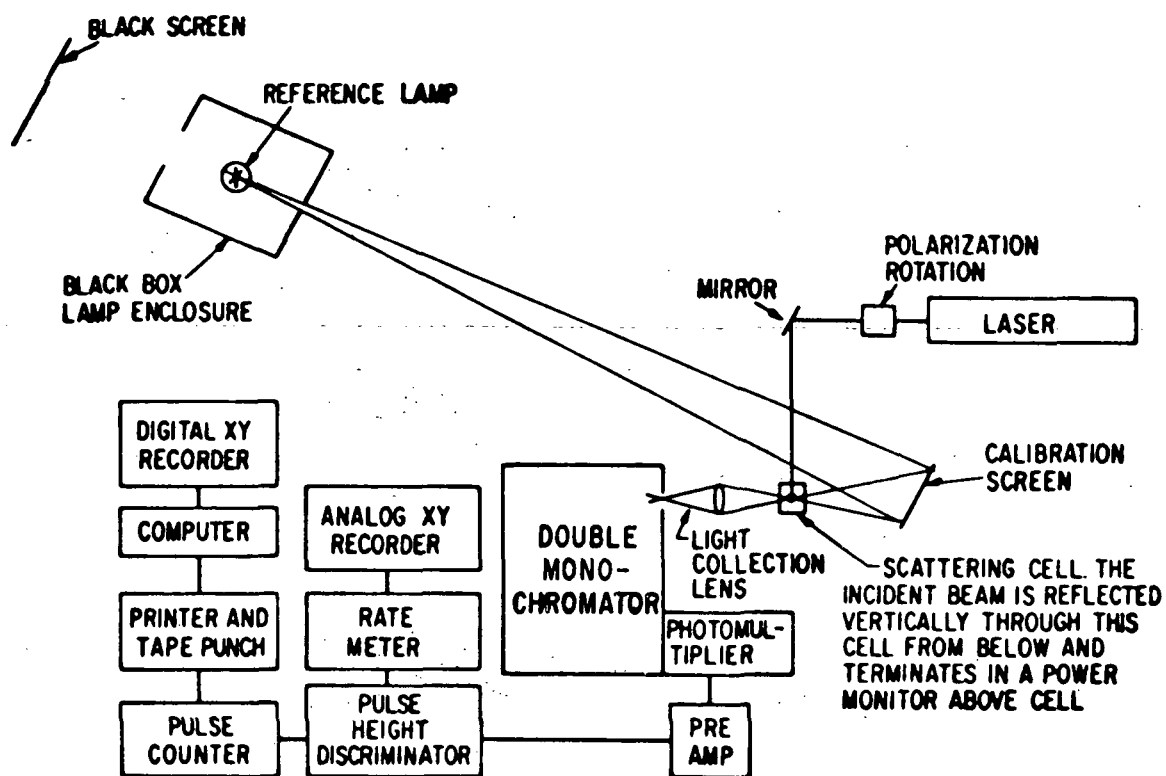 BLACK SCREEN
REFERENCE LAMP
BLACK BOX
LAMP ENCLOSURE
POLARIZATION
ROTATION
MIRROR
LASER
CALIBRATION
SCREEN
DIGITAL XY
RECORDER
COMPUTER
PRINTER AND
TAPE PUNCH
PULSE
COUNTER
ANALOG XY
RECORDER
RATE
METER
PULSE
HEIGHT
DISCRIMINATOR
DOUBLE
MONO-
CHROMATOR
LIGHT
COLLECTION
LENS
PHOTOMUL-
TIPLIER
PRE
AMP
SCATTERING CELL. THE
INCIDENT BEAM IS REFLECTED
VERTICALLY THROUGH THIS
CELL FROM BELOW AND
TERMINATES IN A POWER
MONITOR ABOVE CELL